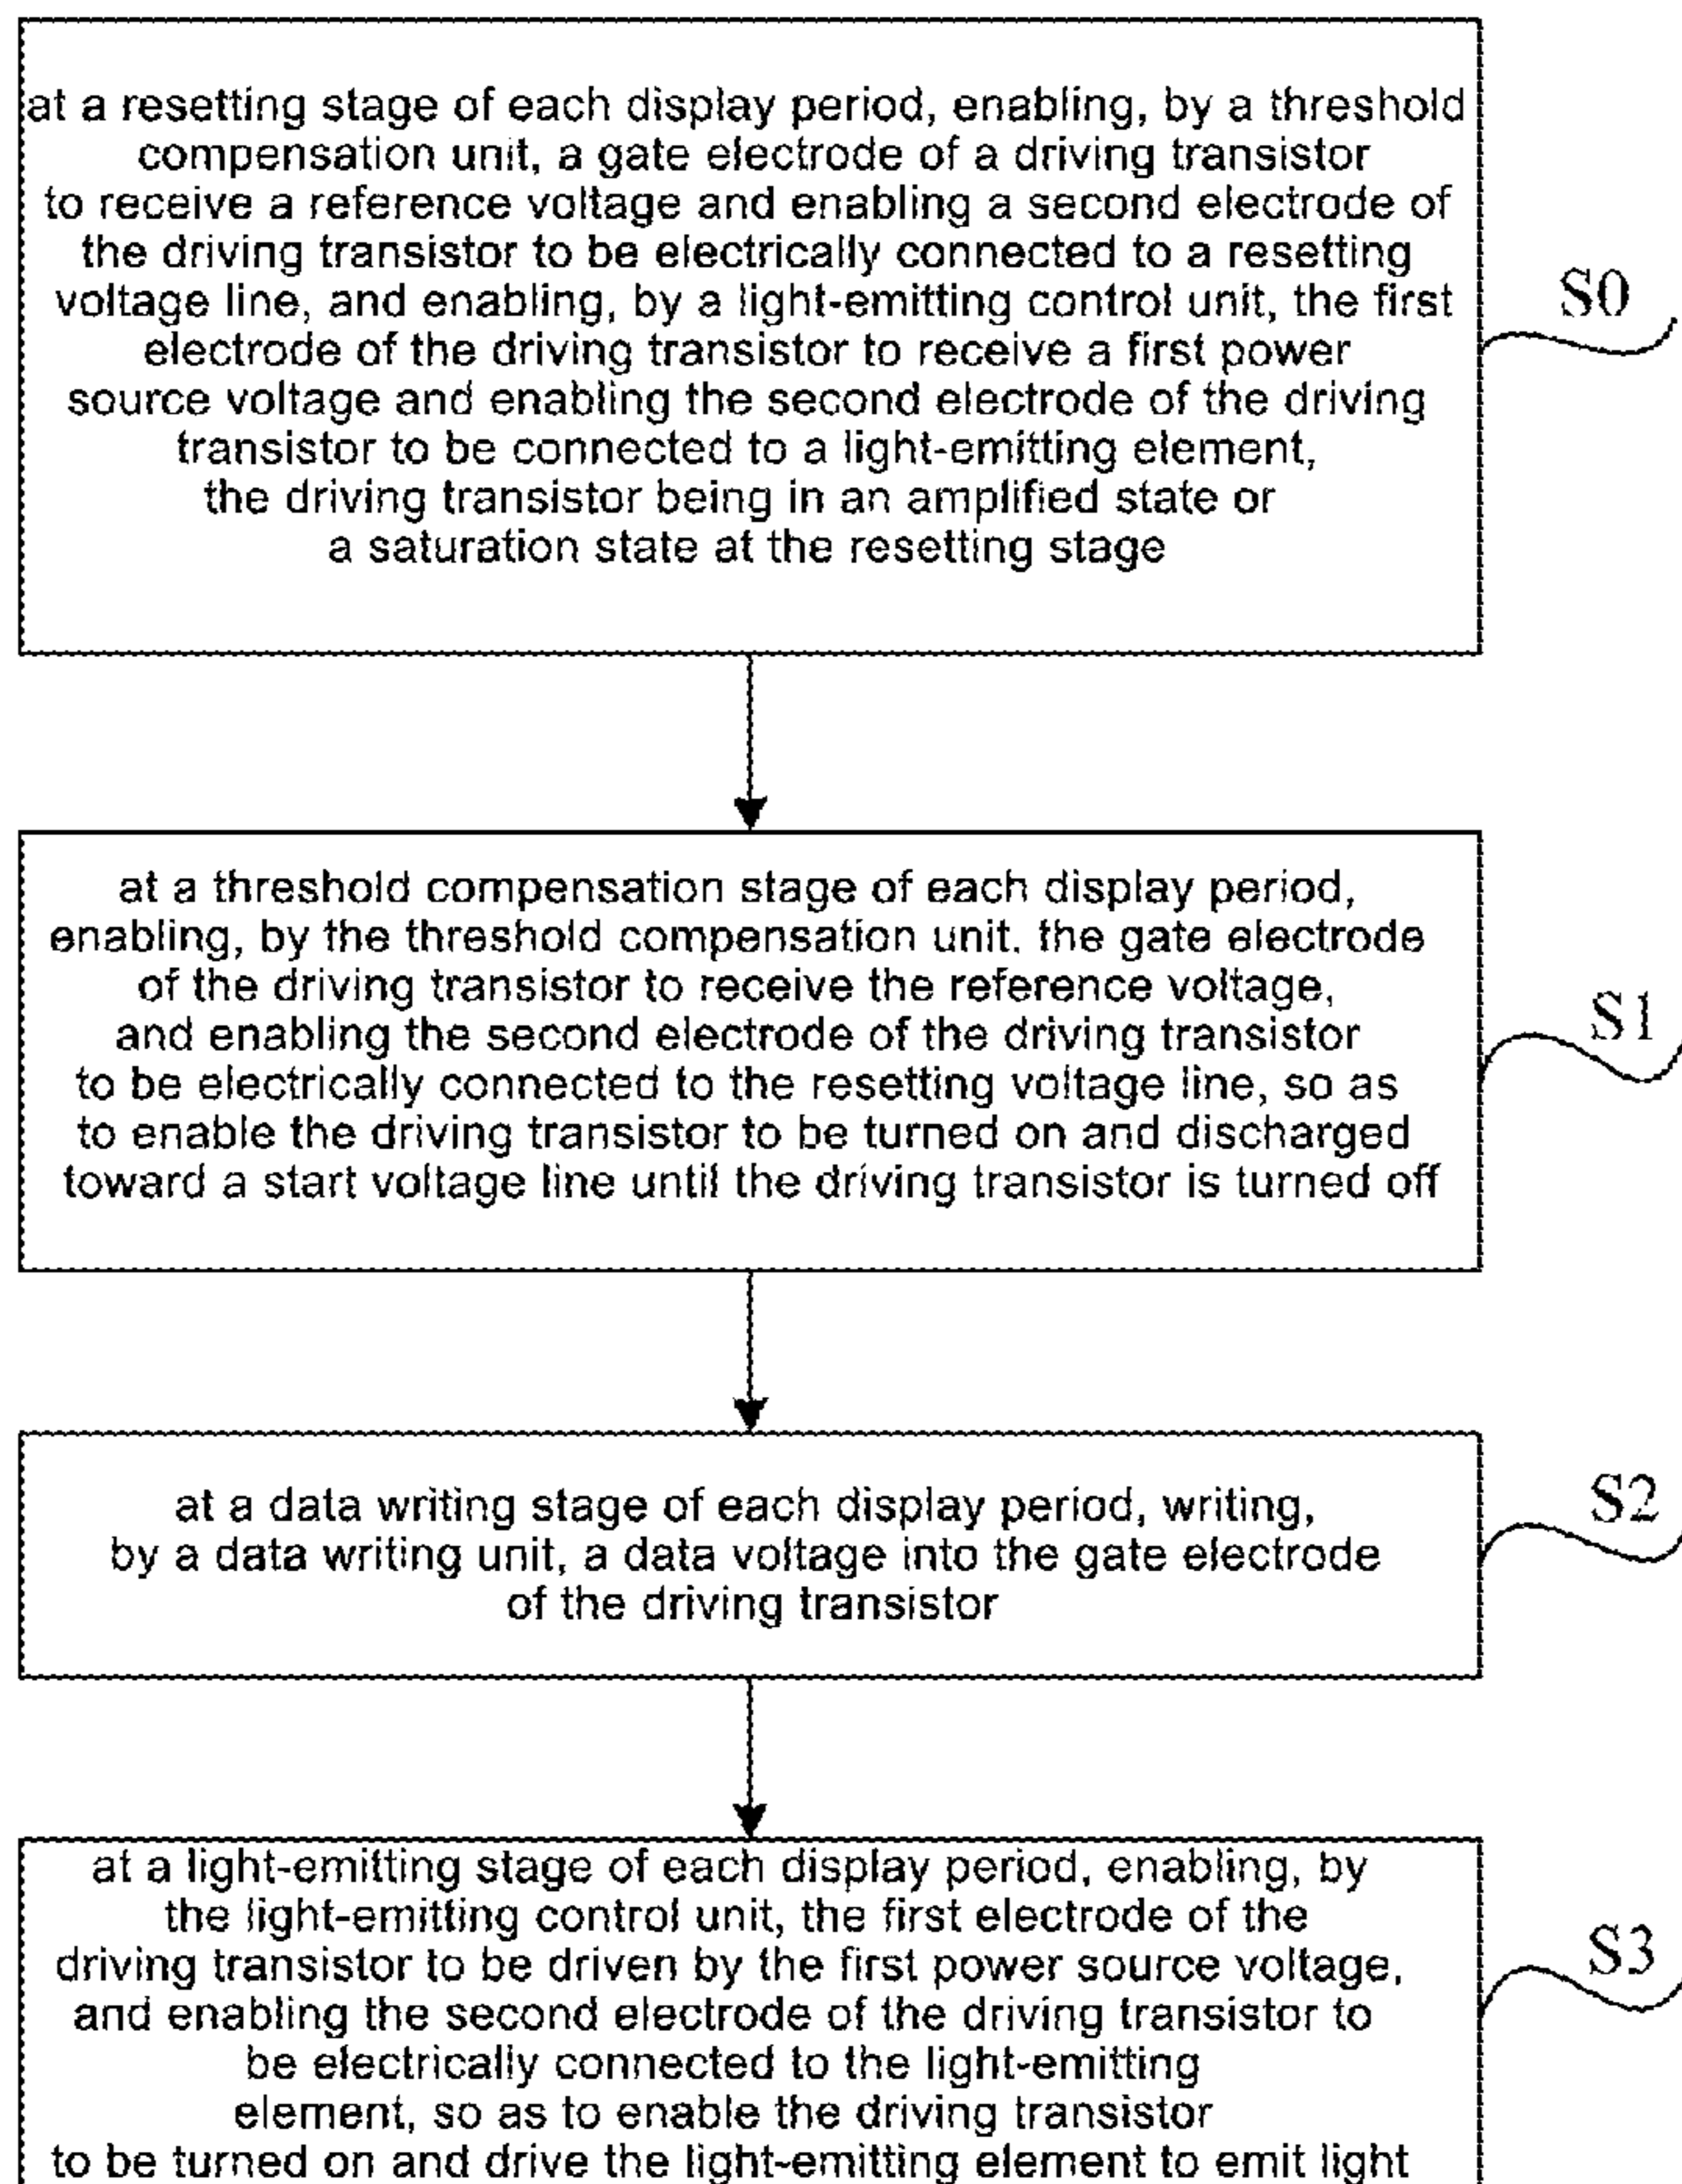 at a resetting stage of each display period, enabling, by a threshold
compensation unit, a gate electrode of a driving transistor
to receive a reference voltage and enabling a second electrode of
the driving transistor to be electrically connected to a resetting
voltage line, and enabling, by a light-emitting control unit, the first
electrode of the driving transistor to receive a first power
source voltage and enabling the second electrode of the driving
transistor to be connected to a light-emitting element,
the driving transistor being in an amplified state or
a saturation state at the resetting stage
S0
at a threshold compensation stage of each display period,
enabling, by the threshold compensation unit, the gate electrode
of the driving transistor to receive the reference voltage,
and enabling the second electrode of the driving transistor
to be electrically connected to the resetting voltage line, so as
to enable the driving transistor to be turned on and discharged
toward a start voltage line until the driving transistor is turned off
S1
at a data writing stage of each display period, writing,
by a data writing unit, a data voltage into the gate electrode
of the driving transistor
S2
at a light-emitting stage of each display period, enabling, by
the light-emitting control unit, the first electrode of the
driving transistor to be driven by the first power source voltage,
and enabling the second electrode of the driving transistor to
be electrically connected to the light-emitting
element, so as to enable the driving transistor
to be turned on and drive the light-emitting element to emit light
S3